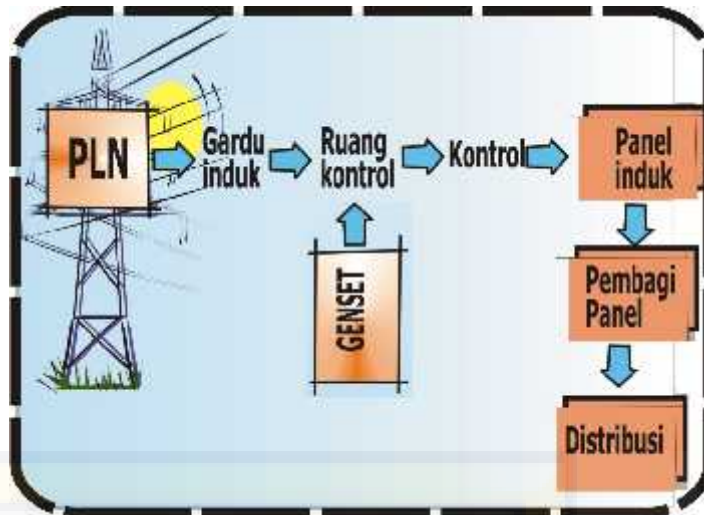 PLN
Gardu
induk
Ruang
kontrol
Kontrol
Panel
induk
GENSET
Pembagi
Panel
Distribusi